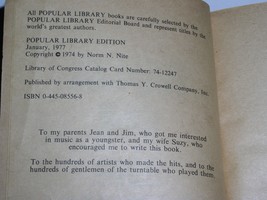 All POPULAR LIBRARY books are carefully selected by the
POPULAR LIBRARY Editorial Board and represent titles by the
world's greatest authors.
POPULAR LIBRARY EDITION
January, 1977
Copyright © 1974 by Norm N. Nite
Library of Congress Catalog Card Number: 74-12247
Published by arrangement with Thomas Y. Crowell Company, Inc.
ISBN 0-445-08556-8
To my parents Jean and Jim, who got me interested
in music as a youngster, and my wife Suzy, who
encouraged me to write this book.
To the hundreds of artists who made the hits, and to the
hundreds of gentlemen of the turntable who played them.